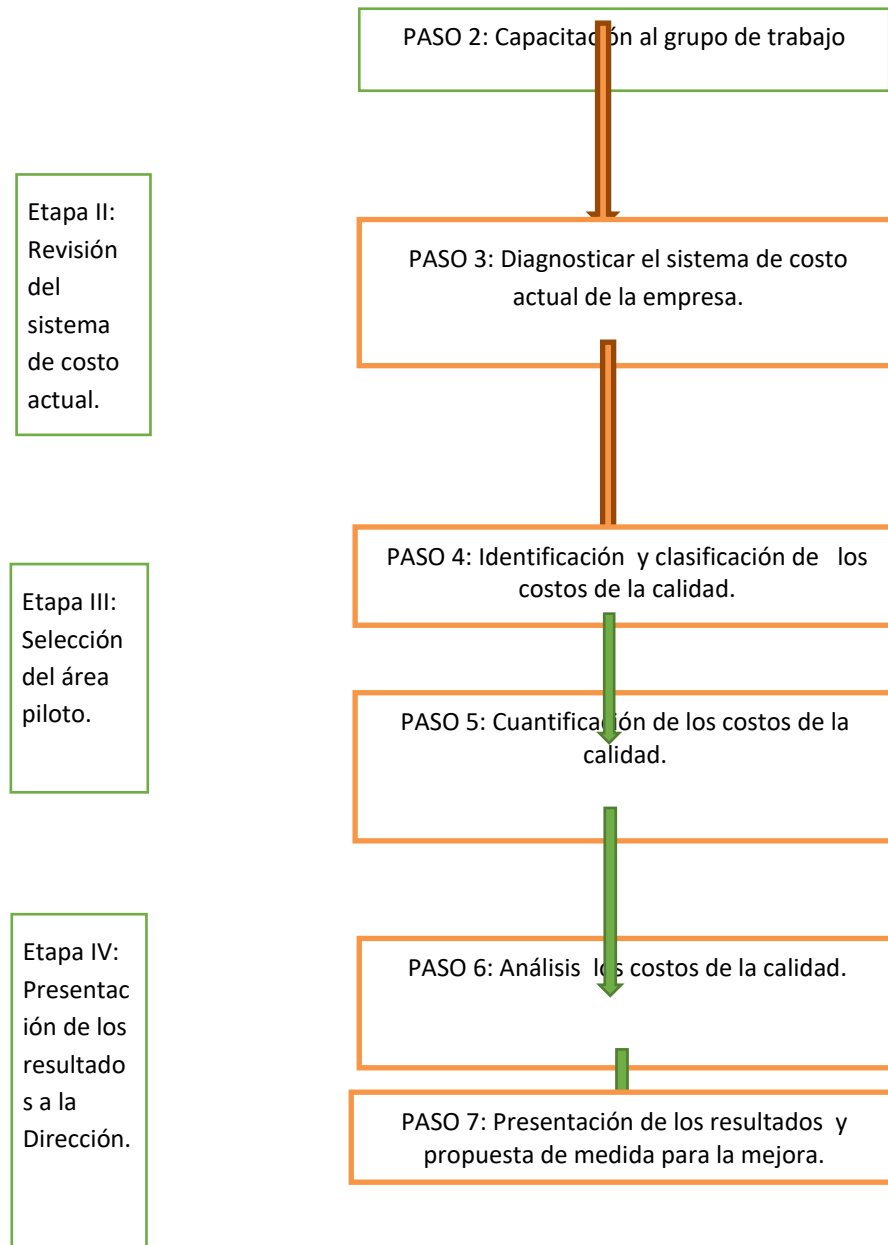 PASO 2: Capacitación al grupo de trabajo
Etapa II:
Revisión
del
sistema
de costo
actual.
PASO 3: Diagnosticar el sistema de costo
actual de la empresa.
Etapa III:
Selección
del área
piloto.
PASO 4: Identificación  y clasificación de   los
costos de la calidad.
PASO 5: Cuantificación de los costos de la
calidad.
Etapa IV:
Presentac
ión de los
resultado
s a la
Dirección.
PASO 6: Análisis  los costos de la calidad.
PASO 7: Presentación de los resultados  y
propuesta de medida para la mejora.